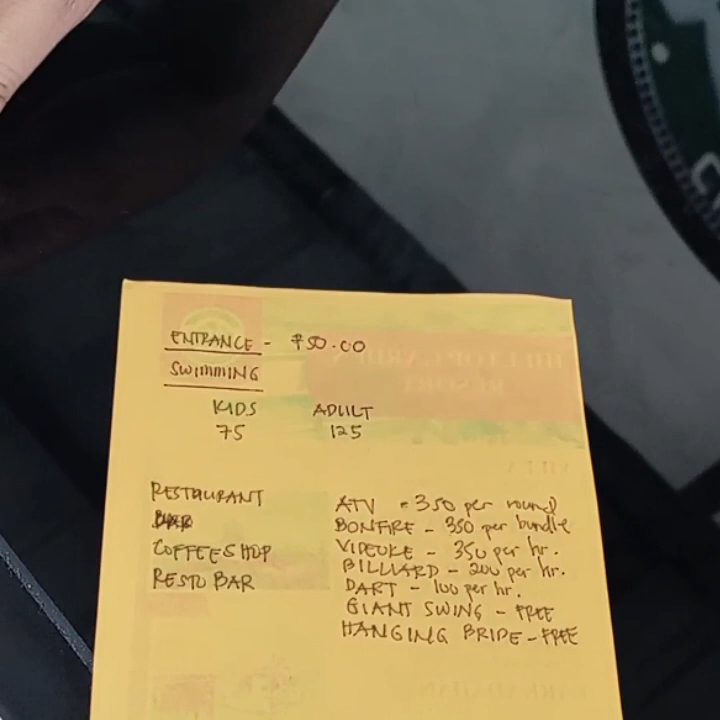 ENTRANCE - ₱50.00
SWIMMING
KIDS ADULT
75 125
RESTAURANT
BAR
COFFEE SHOP
RESTO BAR
ATV = 350 per round
BONFIRE - 350 per bundle
VIDEOKE - 350 per hr.
BILLIARD - 200 per hr.
DART - 100 per hr.
GIANT SWING - FREE
HANGING BRIDE - FREE